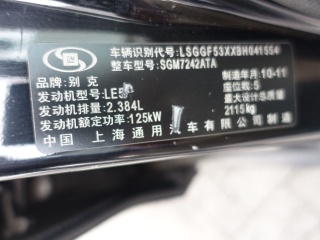 车辆识别代号:LSGGF53XXBH041554
整车型号:SGM7242ATA
品牌:别克 制造年月:10-11
发动机型号: 座位数:5
发动机排量:2.384L 最大设计总质量
发动机额定功率:125kW 2115kg
中国 上海通用汽车有限公司制造